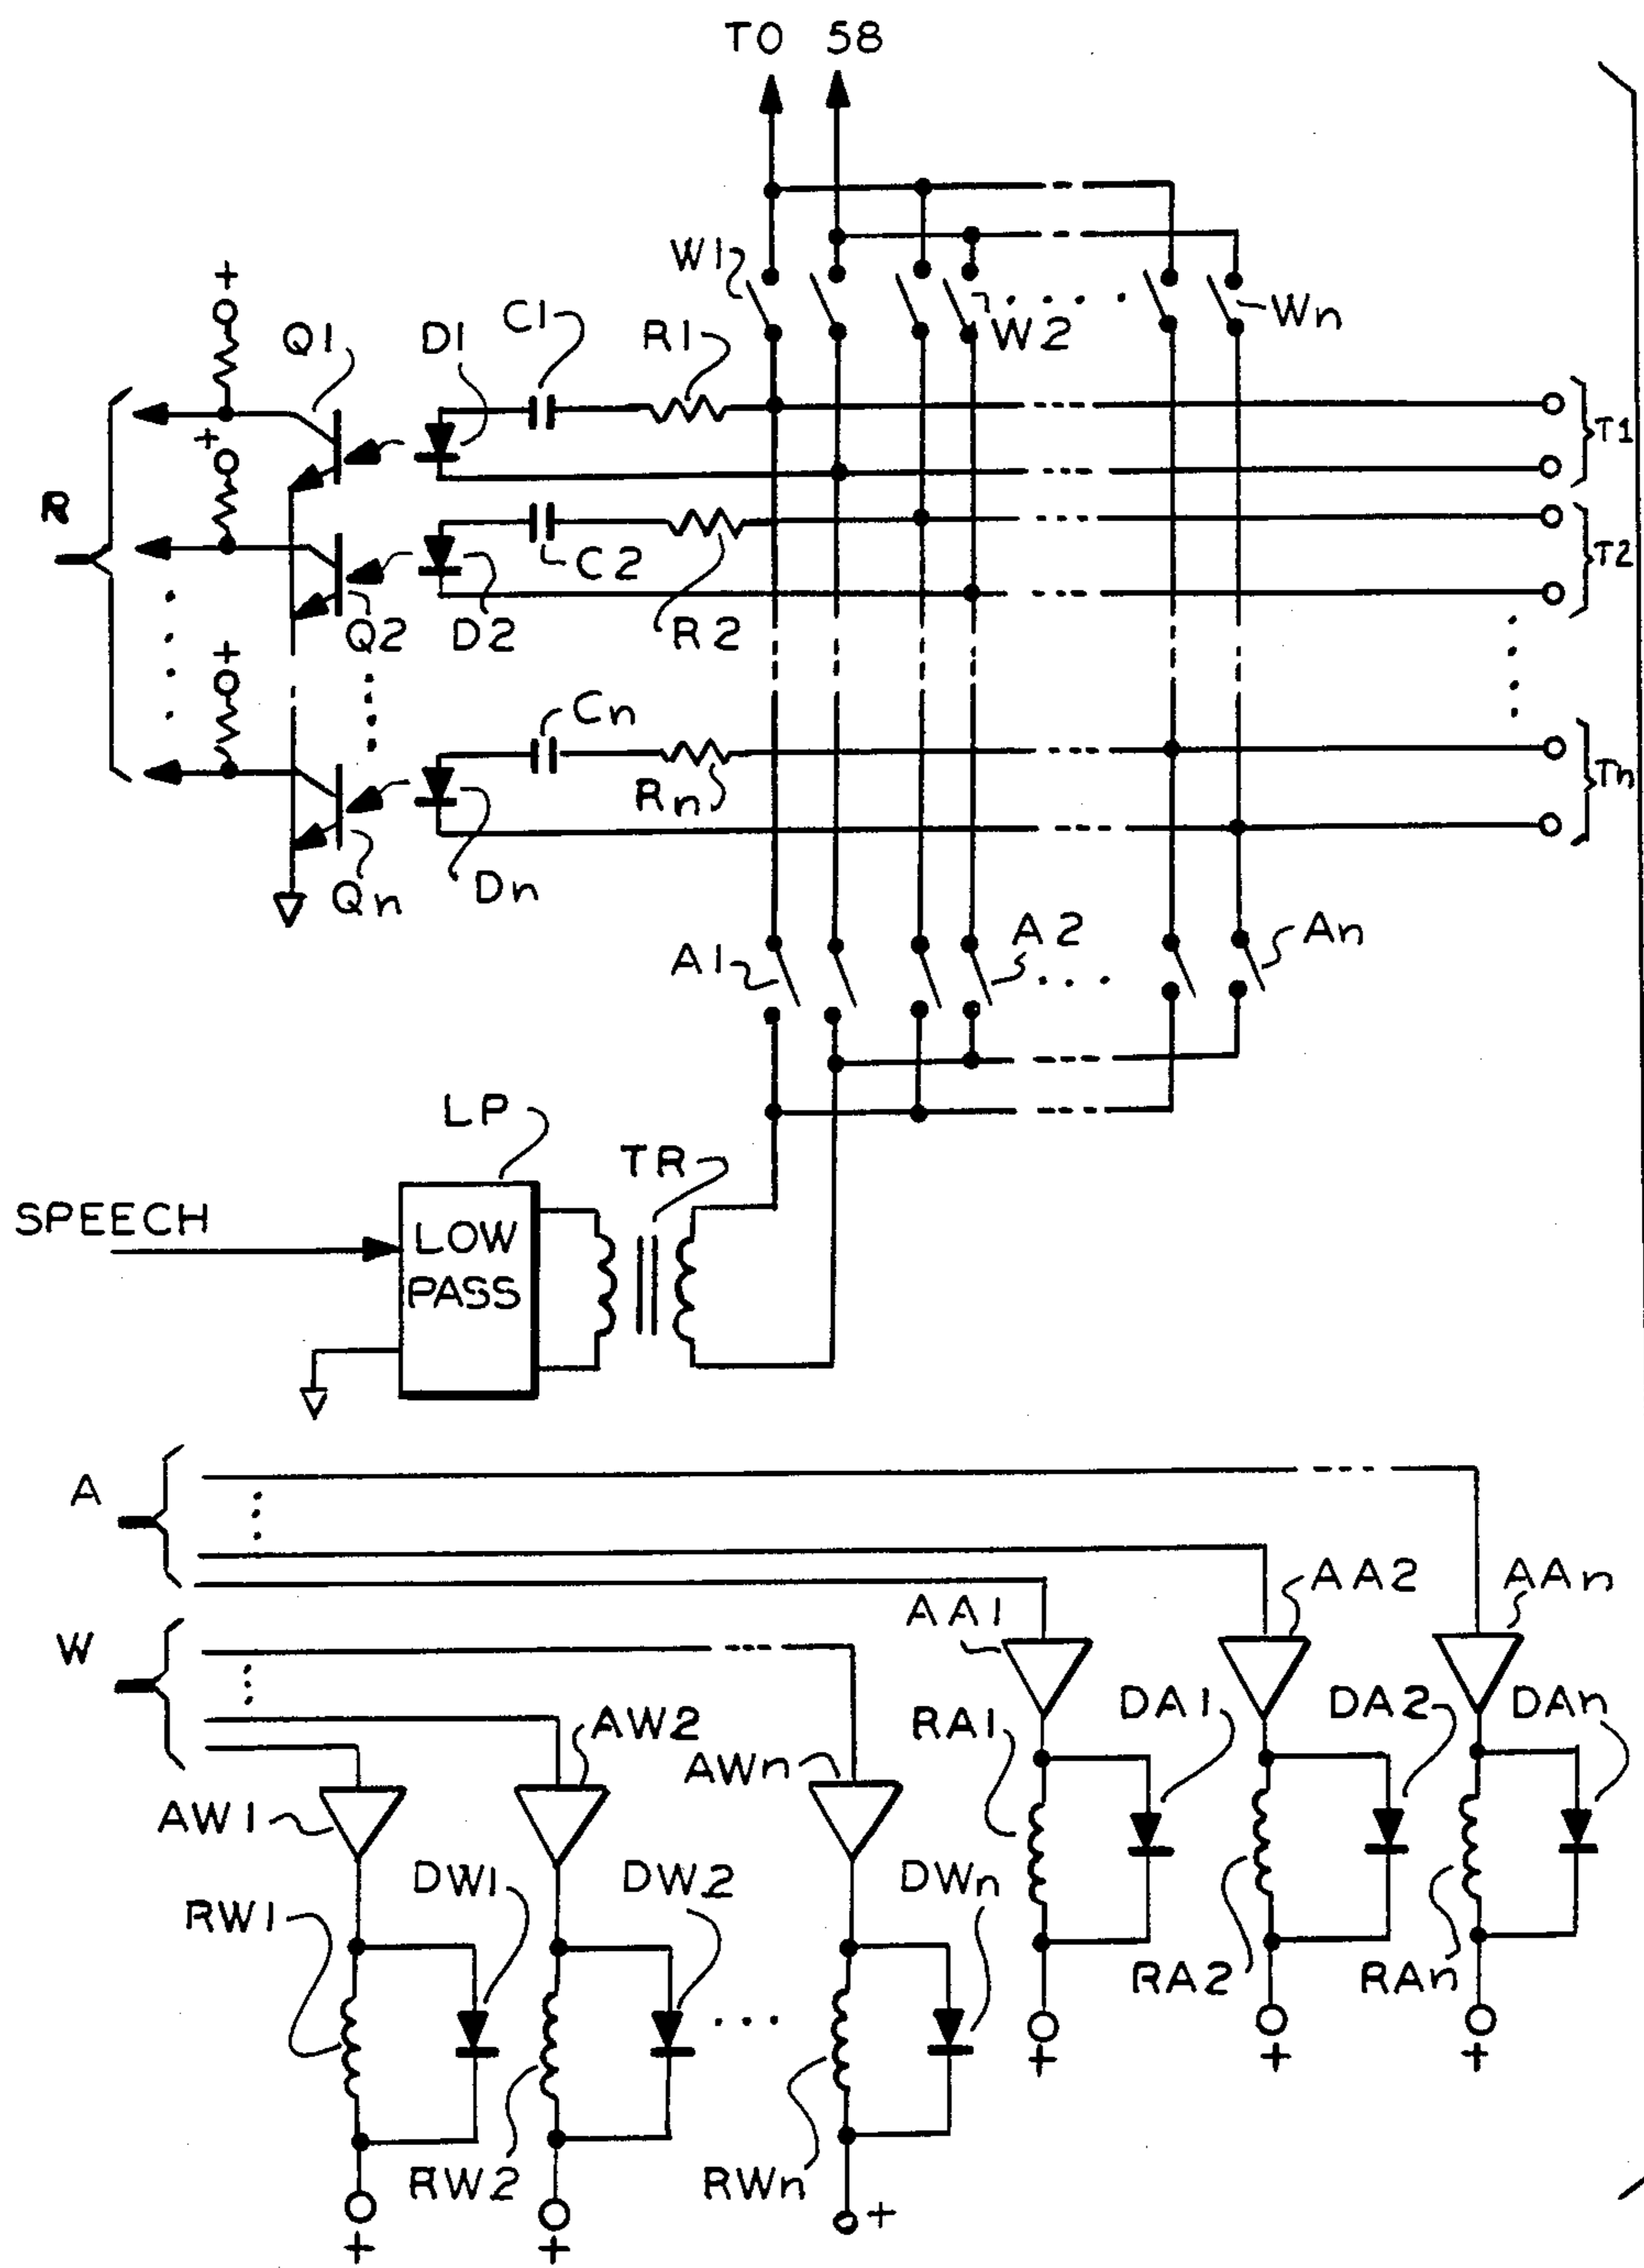 TO 58
W1
W2
Wn
+
Q1
D1
C1
R1
T1
+
R
C2
T2
Q2
D2
R2
+
Cn
Rn
Tn
Qn
Dn
A1
A2
An
LP
TR
SPEECH
LOW
PASS
A
AA1
AA2
AAn
W
RA1
DA1
DA2
DAn
AW1
AW2
AWn
RW1
DW1
DW2
DWn
RA2
RAn
+
+
+
RW2
RWn
+
+
+